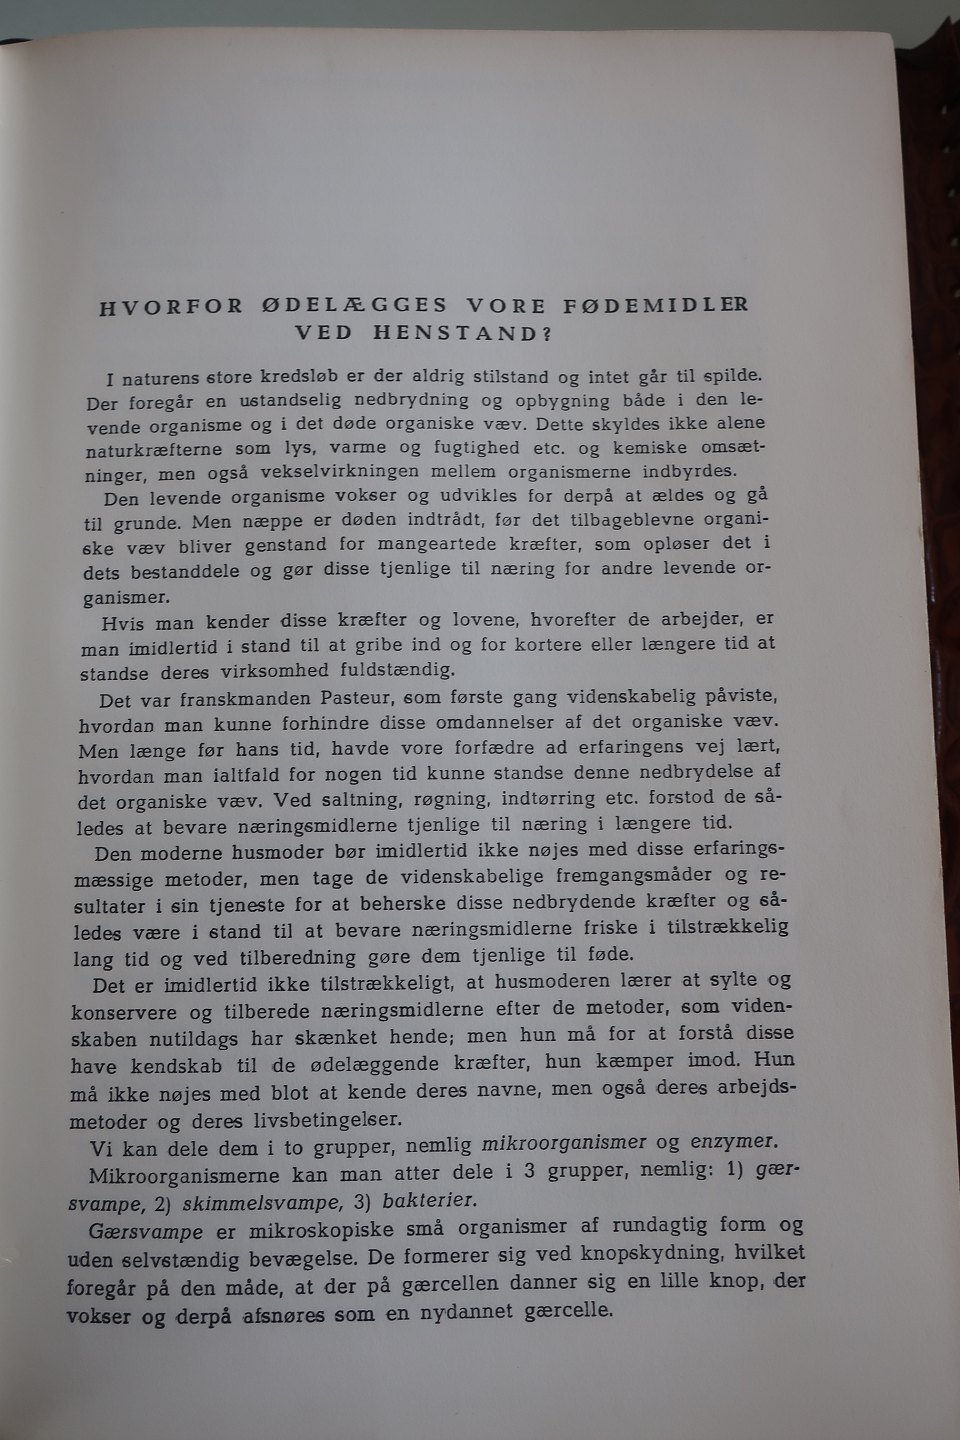 HVORFOR ØDELÆGGES VORE FØDEMIDLER
VED HENSTAND?
I naturens store kredsløb er der aldrig stilstand og intet går til spilde.
Der foregår en ustandselig nedbrydning og opbygning både i den le-
vende organisme og i det døde organiske væv. Dette skyldes ikke alene
naturkræfterne som lys, varme og fugtighed etc. og kemiske omsæt-
ninger, men også vekselvirkningen mellem organismerne indbyrdes.
Den levende organisme vokser og udvikles for derpå at ældes og gå
til grunde. Men næppe er døden indtrådt, før det tilbageblevne organi-
ske væv bliver genstand for mangeartede kræfter, som opløser det i
dets bestanddele og gør disse tjenlige til næring for andre levende or-
ganismer.
Hvis man kender disse kræfter og lovene, hvorefter de arbejder, er
man imidlertid i stand til at gribe ind og for kortere eller længere tid at
standse deres virksomhed fuldstændig.
Det var franskmanden Pasteur, som første gang videnskabelig påviste,
hvordan man kunne forhindre disse omdannelser af det organiske væv.
Men længe før hans tid, havde vore forfædre ad erfaringens vej lært,
hvordan man ialtfald for nogen tid kunne standse denne nedbrydelse af
det organiske væv. Ved saltning, røgning, indtørring etc. forstod de så-
ledes at bevare næringsmidlerne tjenlige til næring i længere tid.
Den moderne husmoder bør imidlertid ikke nøjes med disse erfarings-
mæssige metoder, men tage de videnskabelige fremgangsmåder og re-
sultater i sin tjeneste for at beherske disse nedbrydende kræfter og så-
ledes være i stand til at bevare næringsmidlerne friske i tilstrækkelig
lang tid og ved tilberedning gøre dem tjenlige til føde.
Det er imidlertid ikke tilstrækkeligt, at husmoderen lærer at sylte og
konservere og tilberede næringsmidlerne efter de metoder, som viden-
skaben nutildags har skænket hende; men hun må for at forstå disse
have kendskab til de ødelæggende kræfter, hun kæmper imod. Hun
må ikke nøjes med blot at kende deres navne, men også deres arbejds-
metoder og deres livsbetingelser.
Vi kan dele dem i to grupper, nemlig mikroorganismer og enzymer.
Mikroorganismerne kan man atter dele i 3 grupper, nemlig: 1) gær-
svampe, 2) skimmelsvampe, 3) bakterier.
Gærsvampe er mikroskopiske små organismer af rundagtig form og
uden selvstændig bevægelse. De formerer sig ved knopskydning, hvilket
foregår på den måde, at der på gærcellen danner sig en lille knop, der
vokser og derpå afsnøres som en nydannet gærcelle.